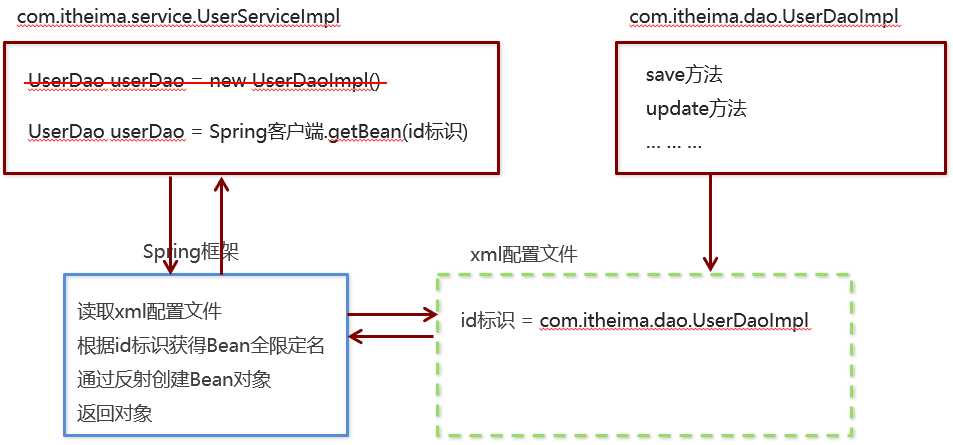 com.itheima.service.UserServiceImpl
com.itheima.dao.UserDaoImpl
UserDao userDao = new UserDaoImpl()
UserDao userDao = Spring客户端.getBean(id标识)
save方法
update方法
... ... ...
Spring框架
xml配置文件
读取xml配置文件
根据id标识获得Bean全限定名
通过反射创建Bean对象
返回对象
id标识 = com.itheima.dao.UserDaoImpl